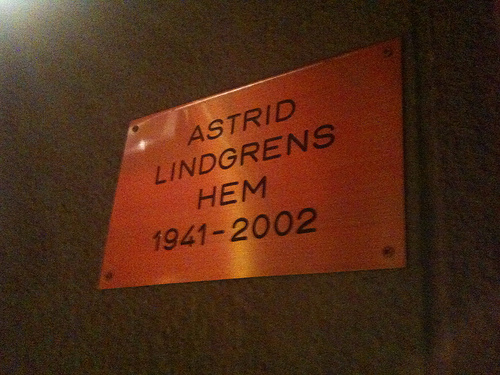 ASTRID
LINDGRENS
HEM
1941-2002